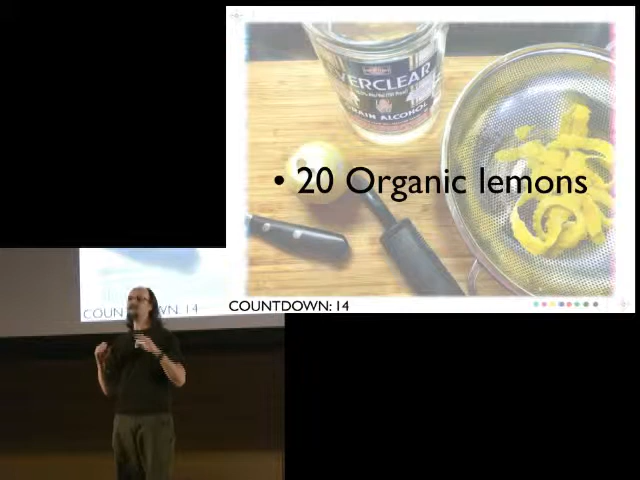 EVERCLEAR
GRAIN ALCOHOL
• 20 Organic lemons
COUNTDOWN: 14
COUNTDOWN: 14